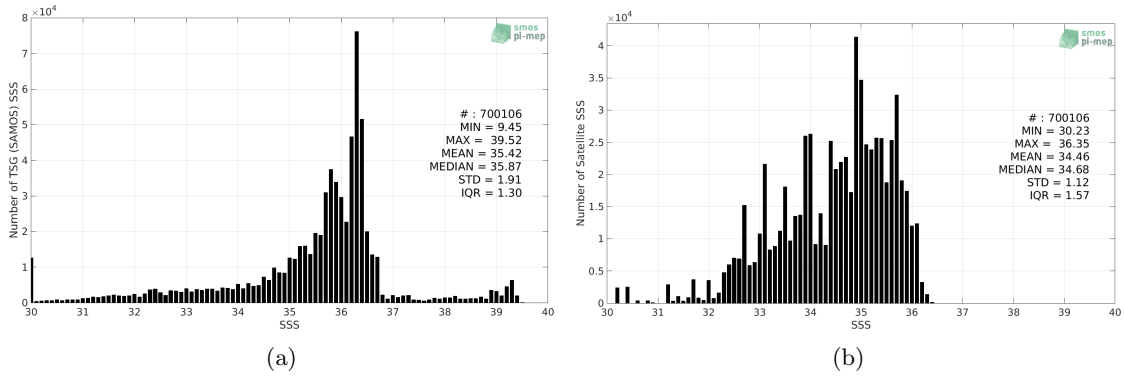 ×10⁴
8
7
6
5
4
3
2
1
0
Number of TSG (SAMOS) SSS
smos
pi-mep
# : 700106
MIN = 9.45
MAX = 39.52
MEAN = 35.42
MEDIAN = 35.87
STD = 1.91
IQR = 1.30
30 31 32 33 34 35 36 37 38 39 40
SSS
(a)
×10⁴
4
3.5
3
2.5
2
1.5
1
0.5
0
Number of Satellite SSS
smos
pi-mep
# : 700106
MIN = 30.23
MAX = 36.35
MEAN = 34.46
MEDIAN = 34.68
STD = 1.12
IQR = 1.57
30 31 32 33 34 35 36 37 38 39 40
SSS
(b)